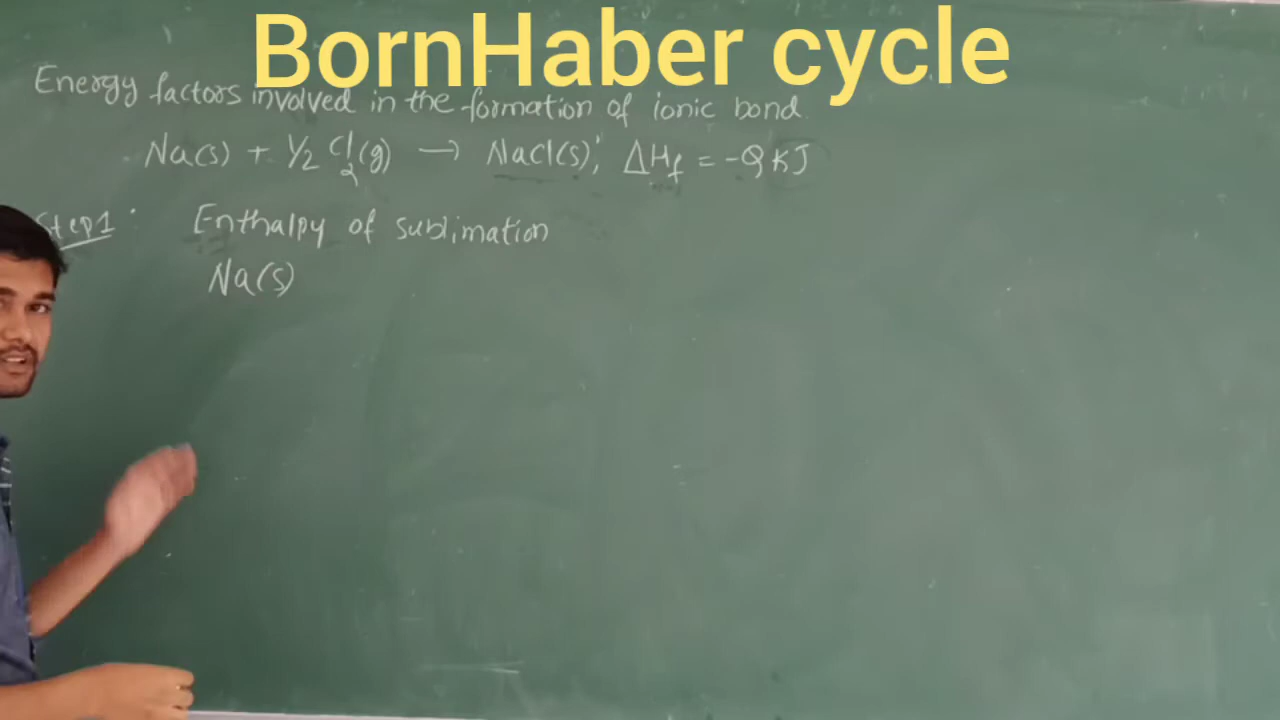 BornHaber cycle
Energy factors involved in the formation of ionic bond
Na(s) + 1/2 Cl2(g) → NaCl(s); ΔHf = -QKJ
Step1: Enthalpy of sublimation
Na(s)